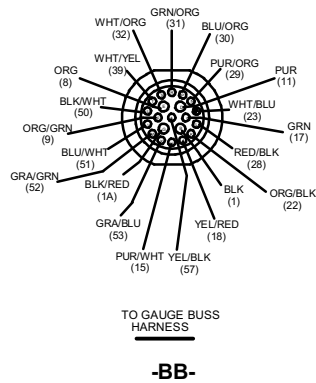 GRN/ORG
(31)
WHT/ORG
(32)
BLU/ORG
(30)
WHT/YEL
(39)
PUR/ORG
(29)
ORG
(8)
PUR
(11)
BLK/WHT
(50)
WHT/BLU
(23)
ORG/GRN
(9)
GRN
(17)
BLU/WHT
(51)
RED/BLK
(28)
GRA/GRN
(52)
BLK/RED
(1A)
BLK
(1)
ORG/BLK
(22)
GRA/BLU
(53)
YEL/RED
(18)
PUR/WHT
(15)
YEL/BLK
(57)
TO GAUGE BUSS
HARNESS
-BB-